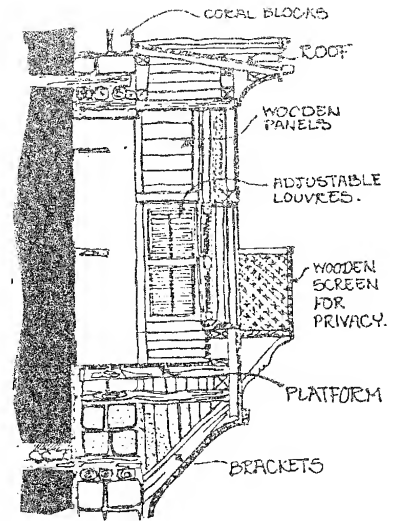 CORAL BLOCKS
ROOF
WOODEN
PANELS
ADJUSTABLE
LOUVRES.
WOODEN
SCREEN
FOR
PRIVACY.
PLATFORM
BRACKETS